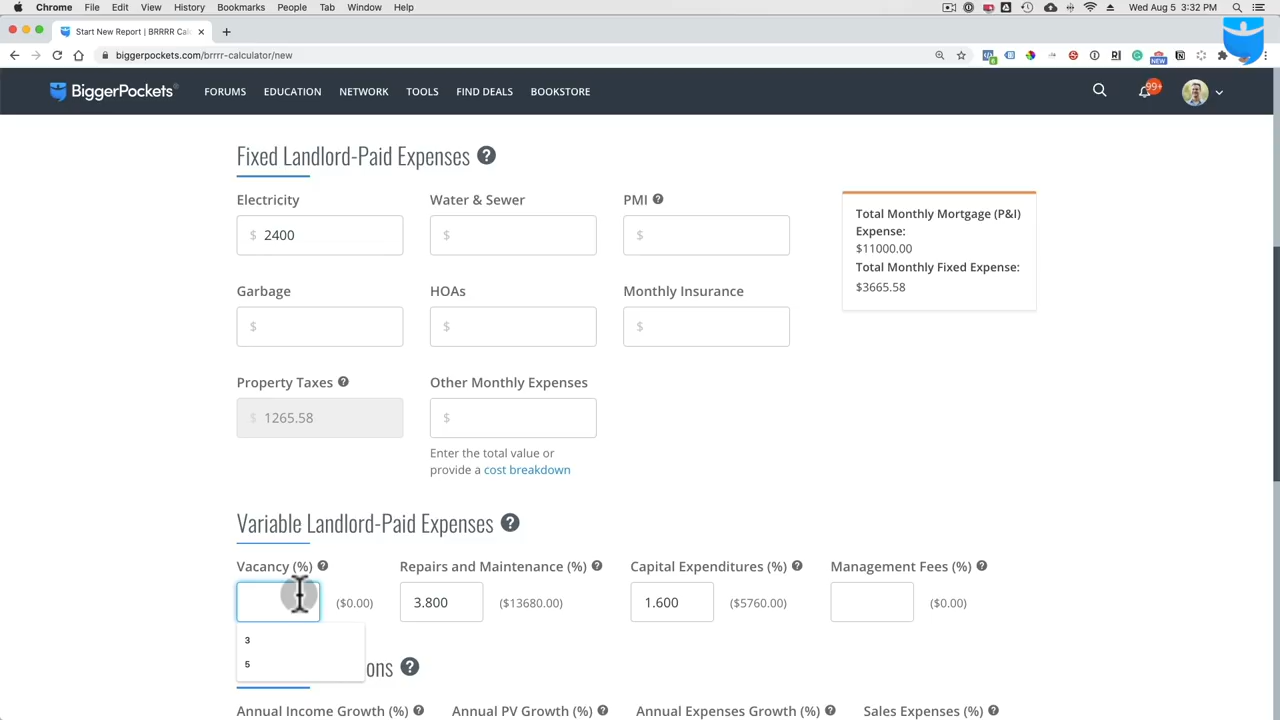 Chrome File Edit View History Bookmarks People Tab Window Help Wed Aug 5 3:32 PM
Start New Report | BRRRR Calc
biggerpockets.com/brrrr-calculator/new
NEW
BiggerPockets FORUMS EDUCATION NETWORK TOOLS FIND DEALS BOOKSTORE 99+
Fixed Landlord-Paid Expenses ?
Electricity Water & Sewer PMI ?
$ 2400 $ $
Total Monthly Mortgage (P&I)
Expense:
$11000.00
Total Monthly Fixed Expense:
$3665.58
Garbage HOAs Monthly Insurance
$ $ $
Property Taxes ? Other Monthly Expenses
$ 1265.58 $
Enter the total value or
provide a cost breakdown
Variable Landlord-Paid Expenses ?
Vacancy (%) ? Repairs and Maintenance (%) ? Capital Expenditures (%) ? Management Fees (%) ?
($0.00) 3.800 ($13680.00) 1.600 ($5760.00) ($0.00)
3
5
ons ?
Annual Income Growth (%) ? Annual PV Growth (%) ? Annual Expenses Growth (%) ? Sales Expenses (%) ?